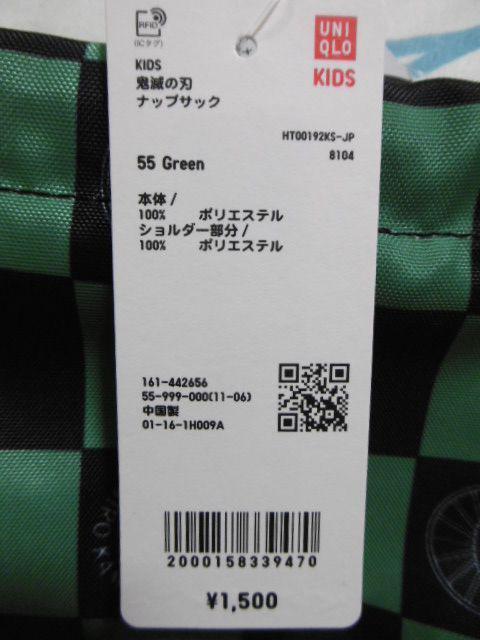 RFID
(ICタグ)
UNI
QLO
KIDS
KIDS
鬼滅の刃
ナップサック
HT00192KS-JP
8104
55 Green
本体/
100% ポリエステル
ショルダー部分/
100% ポリエステル
161-442656
55-999-000(11-06)
中国製
01-16-1H009A
2000158339470
¥1,500